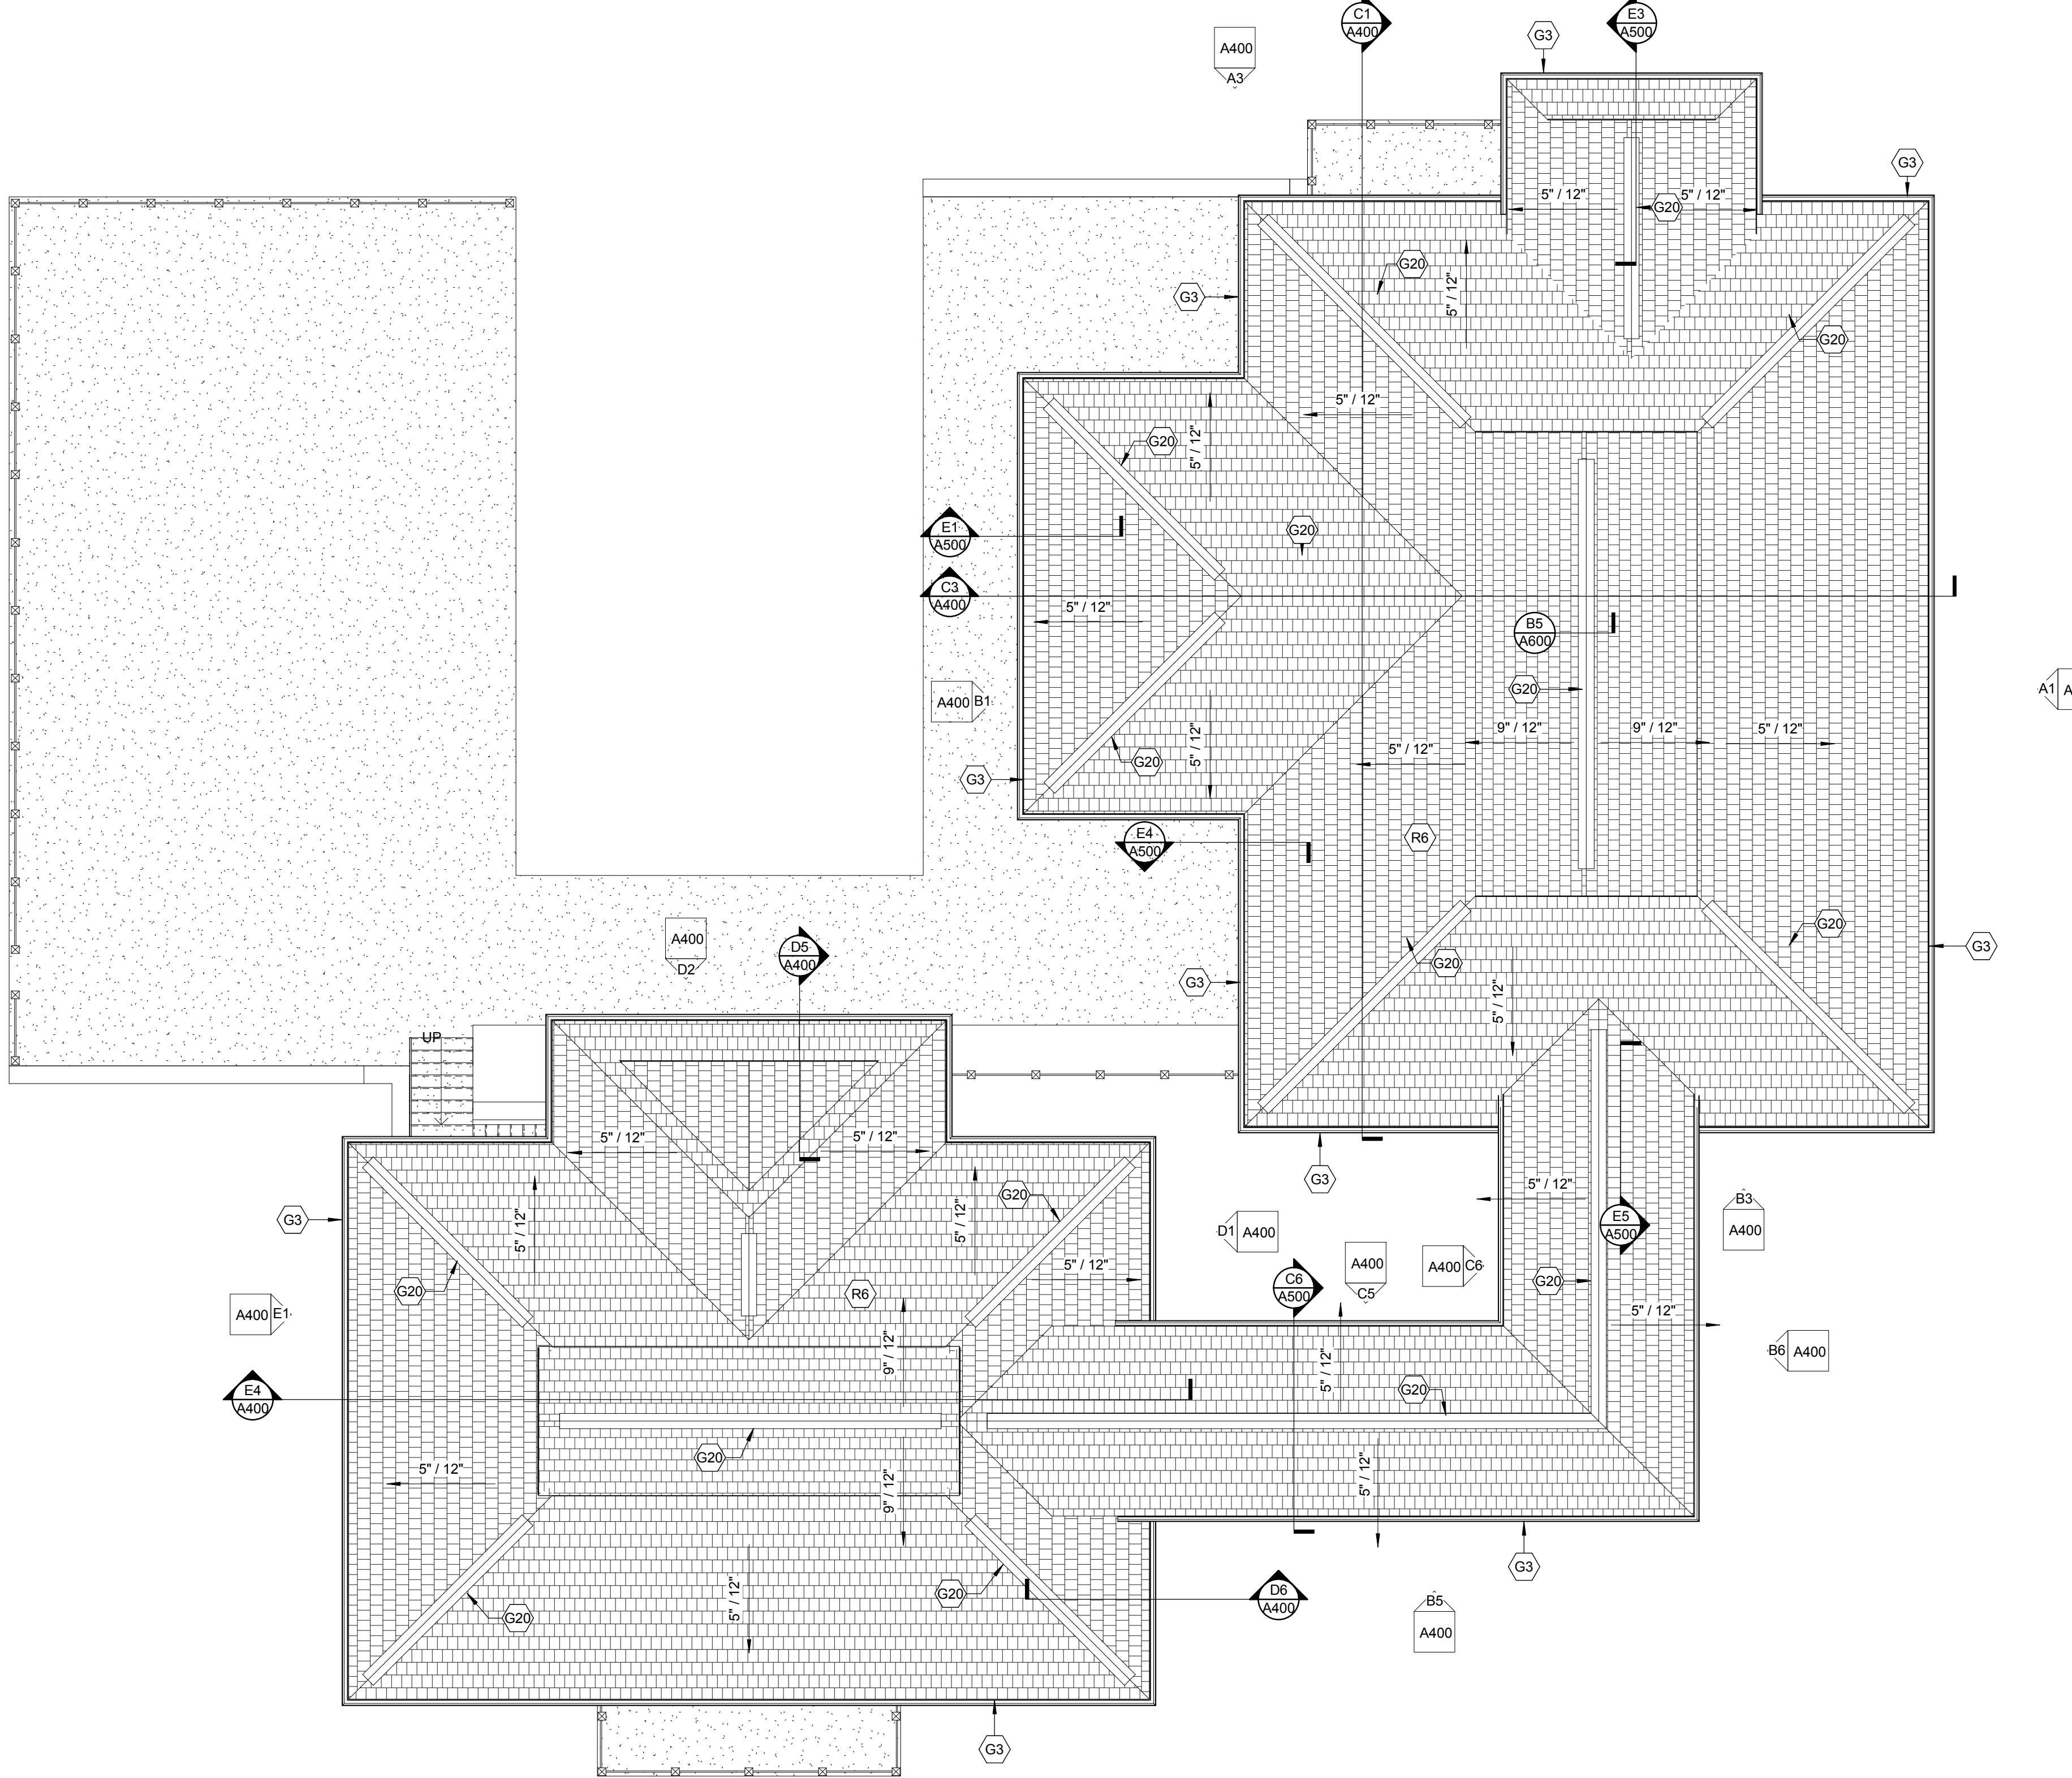 C1
A400
E3
A500
G3
A400
A3
G3
5" / 12"
G20
5" / 12"
G20
5" / 12"
G3
G20
5" / 12"
G20
5" / 12"
E1
A500
G20
C3
A400
5" / 12"
B5
A600
G20
A1
A
A400
B1
9" / 12"
9" / 12"
5" / 12"
5" / 12"
5" / 12"
G20
G3
E4
A500
R6
G20
G20
G3
A400
D2
D5
A400
G3
5" / 12"
UP
5" / 12"
5" / 12"
G3
5" / 12"
G20
B3
A400
G3
5" / 12"
5" / 12"
D1
A400
E5
A500
A400
C5
A400
C6
5" / 12"
C6
A500
G20
G20
R6
A400
E1
5" / 12"
9" / 12"
B6
A400
5" / 12"
E4
A400
G20
G20
5" / 12"
9" / 12"
5" / 12"
G3
G20
5" / 12"
G20
D6
A400
B5
A400
G3